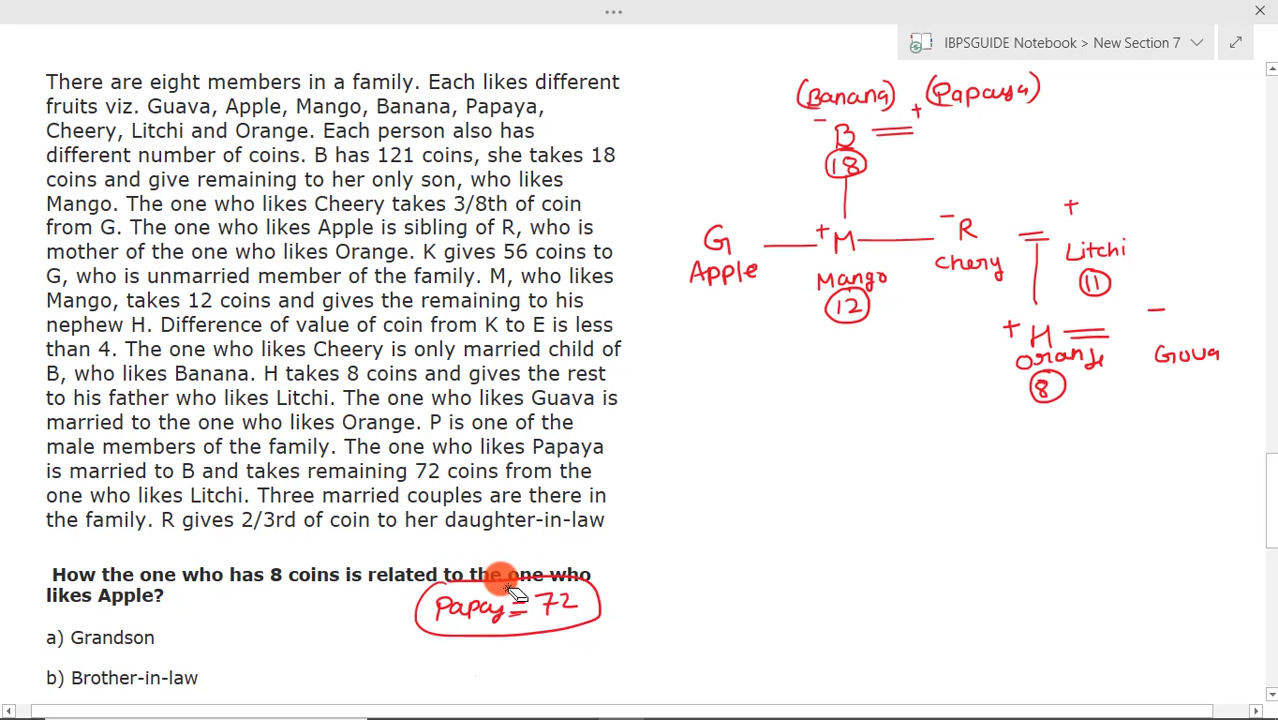 IBPSGUIDE Notebook > New Section 7
There are eight members in a family. Each likes different
fruits viz. Guava, Apple, Mango, Banana, Papaya,
Cheery, Litchi and Orange. Each person also has
different number of coins. B has 121 coins, she takes 18
coins and give remaining to her only son, who likes
Mango. The one who likes Cheery takes 3/8th of coin
from G. The one who likes Apple is sibling of R, who is
mother of the one who likes Orange. K gives 56 coins to
G, who is unmarried member of the family. M, who likes
Mango, takes 12 coins and gives the remaining to his
nephew H. Difference of value of coin from K to E is less
than 4. The one who likes Cheery is only married child of
B, who likes Banana. H takes 8 coins and gives the rest
to his father who likes Litchi. The one who likes Guava is
married to the one who likes Orange. P is one of the
male members of the family. The one who likes Papaya
is married to B and takes remaining 72 coins from the
one who likes Litchi. Three married couples are there in
the family. R gives 2/3rd of coin to her daughter-in-law
How the one who has 8 coins is related to the one who
likes Apple?
Papay = 72
a) Grandson
b) Brother-in-law
(Banana) (Papaya)
- B = +
18
G + M - R = +
Apple Mango Chery Litchi
12 11
+ H = -
Orange Gova
8